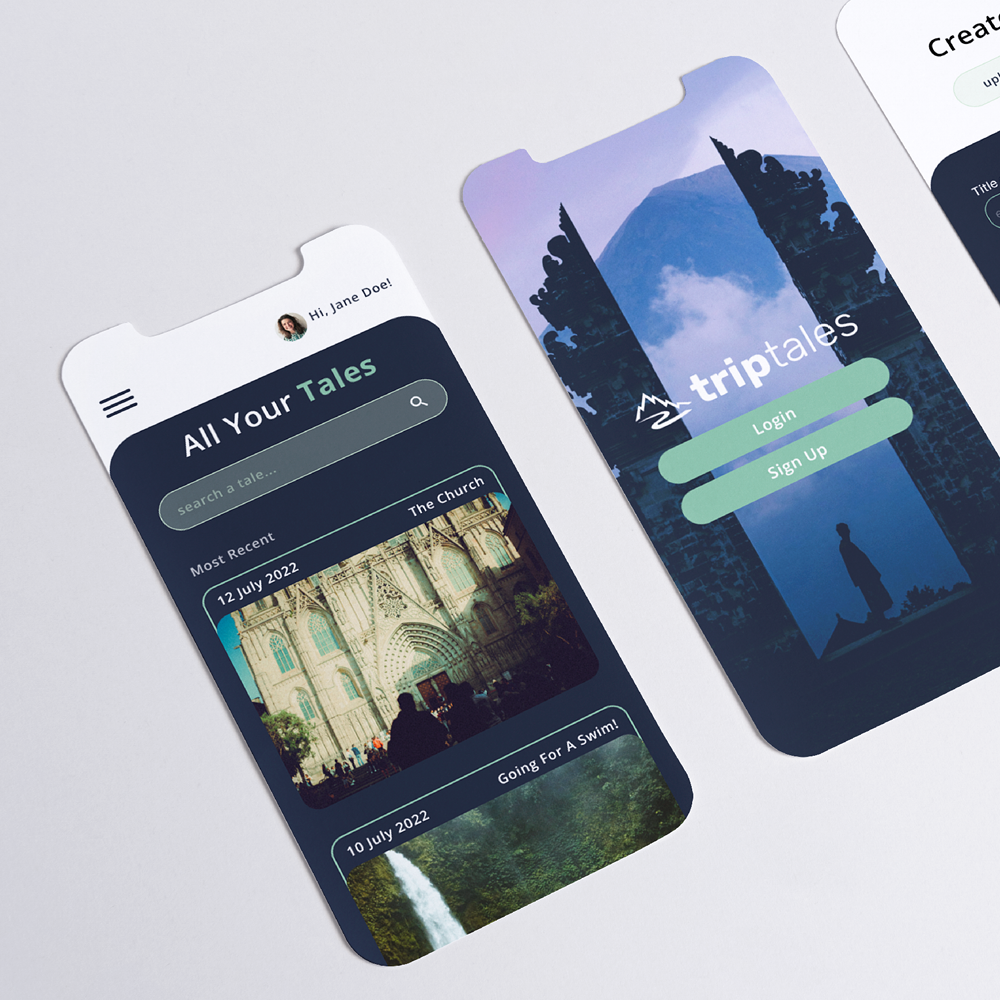 Hi, Jane Doe!
All Your Tales
search a tale...
Most Recent
12 July 2022
The Church
10 July 2022
Going For A Swim!
triptales
Login
Sign Up
Create
Title